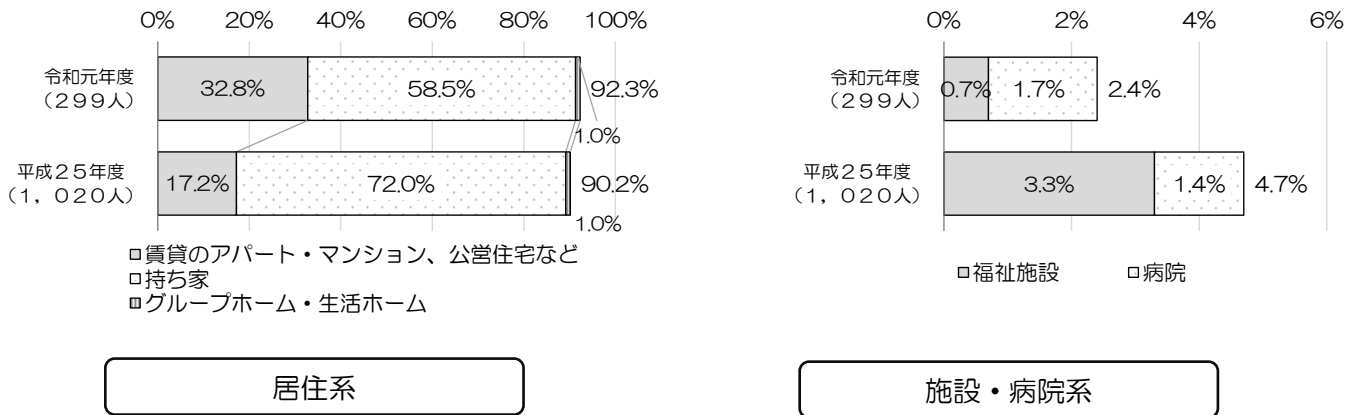 0% 20% 40% 60% 80% 100%
令和元年度
(299人)
32.8% 58.5% 92.3%
1.0%
平成25年度
(1，020人)
17.2% 72.0% 90.2%
1.0%
賃貸のアパート・マンション、公営住宅など
持ち家
グループホーム・生活ホーム
居住系
0% 2% 4% 6%
令和元年度
(299人)
0.7% 1.7% 2.4%
平成25年度
(1，020人)
3.3% 1.4% 4.7%
福祉施設 病院
施設・病院系